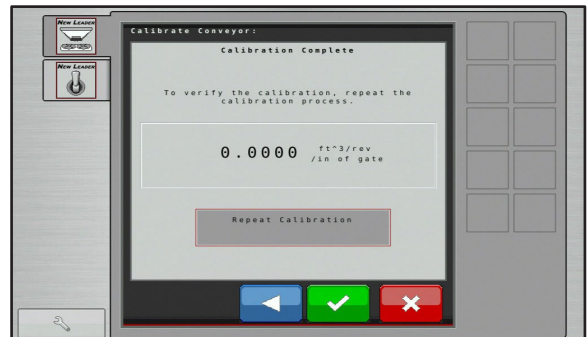 NEW LEADER
NEW LEADER
Calibrate Conveyor:
Calibration Complete
To verify the calibration, repeat the
calibration process.
0.0000 ft^3/rev
/in of gate
Repeat Calibration